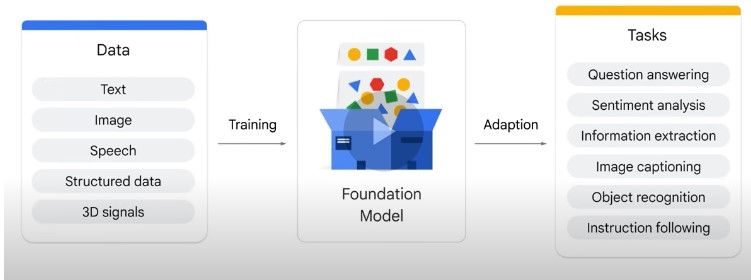 Data
Text
Image
Speech
Structured data
3D signals
Training
Foundation
Model
Adaption
Tasks
Question answering
Sentiment analysis
Information extraction
Image captioning
Object recognition
Instruction following